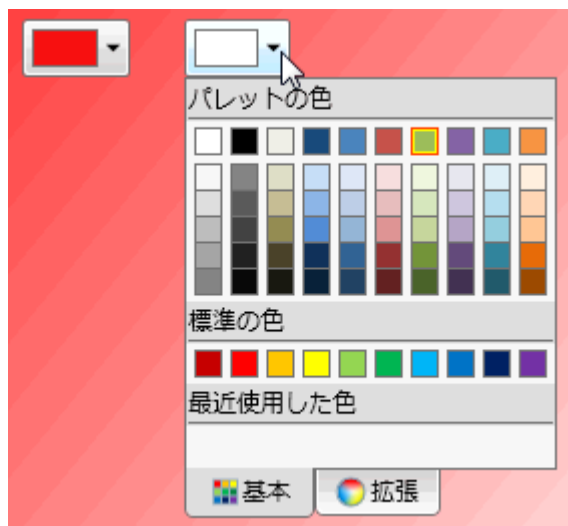 パレットの色
標準の色
最近使用した色
基本
拡張